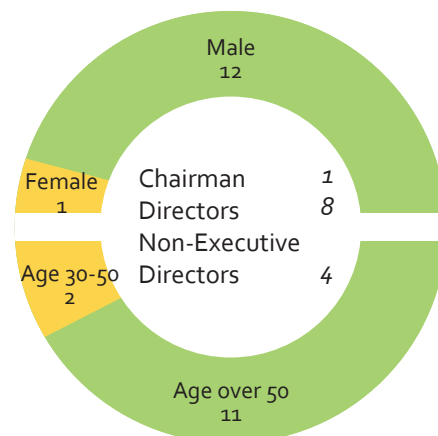 Male
12
Female
1
Chairman 1
Directors 8
Non-Executive
Directors 4
Age 30-50
2
Age over 50
11